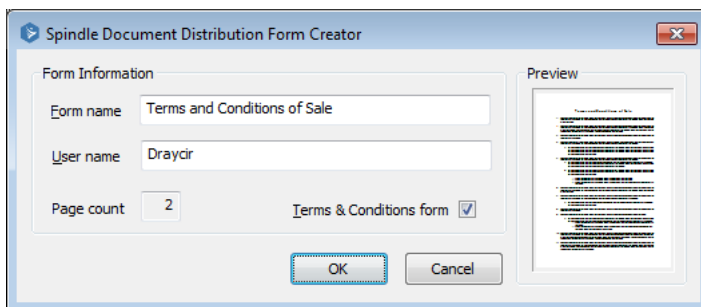 Spindle Document Distribution Form Creator
Form Information
Preview
Form name
Terms and Conditions of Sale
User name
Draycir
Page count
2
Terms & Conditions form
OK
Cancel